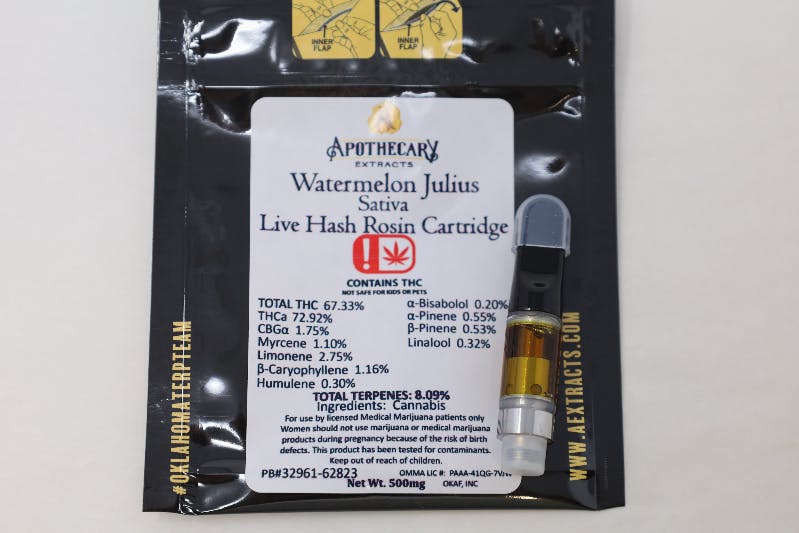 INNER FLAP
INNER FLAP
APOTHECARY
EXTRACTS
Watermelon Julius
Sativa
Live Hash Rosin Cartridge
CONTAINS THC
NOT SAFE FOR KIDS OR PETS
TOTAL THC 67.33%
THCa 72.92%
CBGα 1.75%
Myrcene 1.10%
Limonene 2.75%
β-Caryophyllene 1.16%
Humulene 0.30%
α-Bisabolol 0.20%
α-Pinene 0.55%
β-Pinene 0.53%
Linalool 0.32%
TOTAL TERPENES: 8.09%
Ingredients: Cannabis
For use by licensed Medical Marijuana patients only
Women should not use marijuana or medical marijuana
products during pregnancy because of the risk of birth
defects. This product has been tested for contaminants.
Keep out of reach of children.
PB#32961-62823 OMMA LIC #: PAAA-41QG-
Net Wt. 500mg OKAF, INC
#OKLAHOMATERPTEAM
WWW.AEXTRACTS.COM